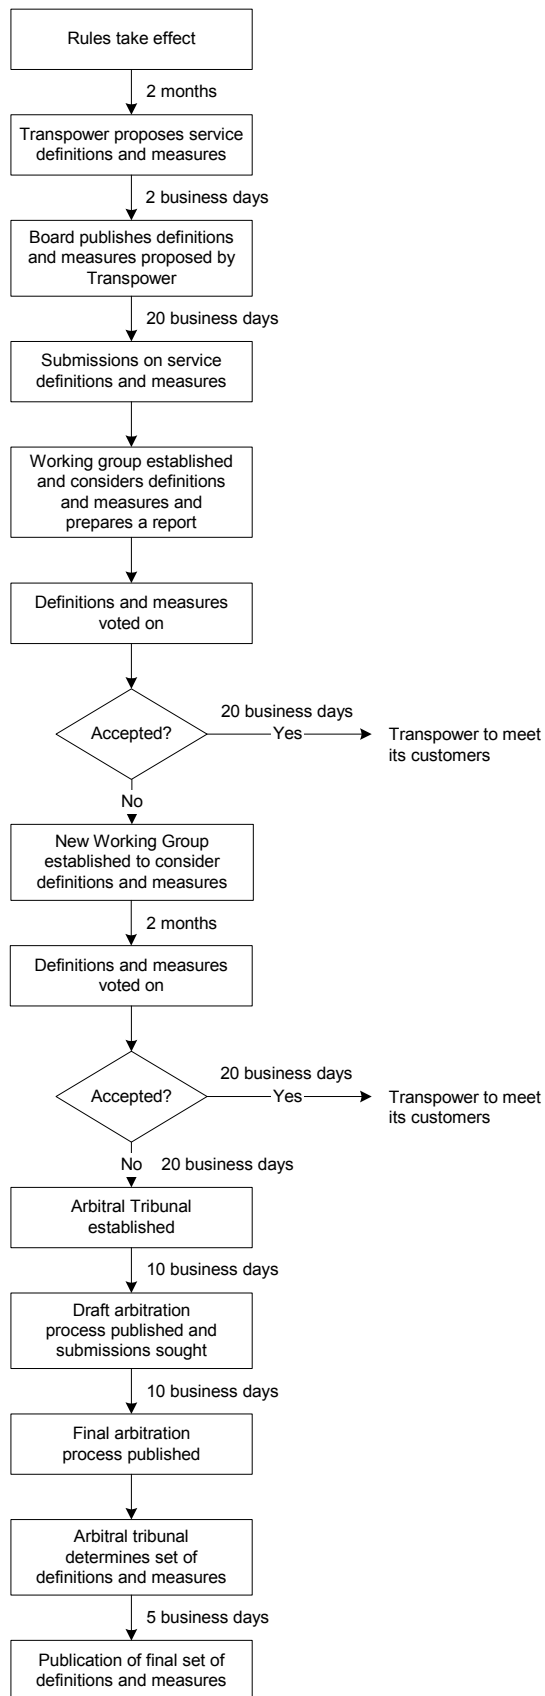 Rules take effect
2 months
Transpower proposes service
definitions and measures
2 business days
Board publishes definitions
and measures proposed by
Transpower
20 business days
Submissions on service
definitions and measures
Working group established
and considers definitions
and measures and
prepares a report
Definitions and measures
voted on
Accepted?
20 business days
Yes
Transpower to meet
its customers
No
New Working Group
established to consider
definitions and measures
2 months
Definitions and measures
voted on
Accepted?
20 business days
Yes
Transpower to meet
its customers
No 20 business days
Arbitral Tribunal
established
10 business days
Draft arbitration
process published and
submissions sought
10 business days
Final arbitration
process published
Arbitral tribunal
determines set of
definitions and measures
5 business days
Publication of final set of
definitions and measures